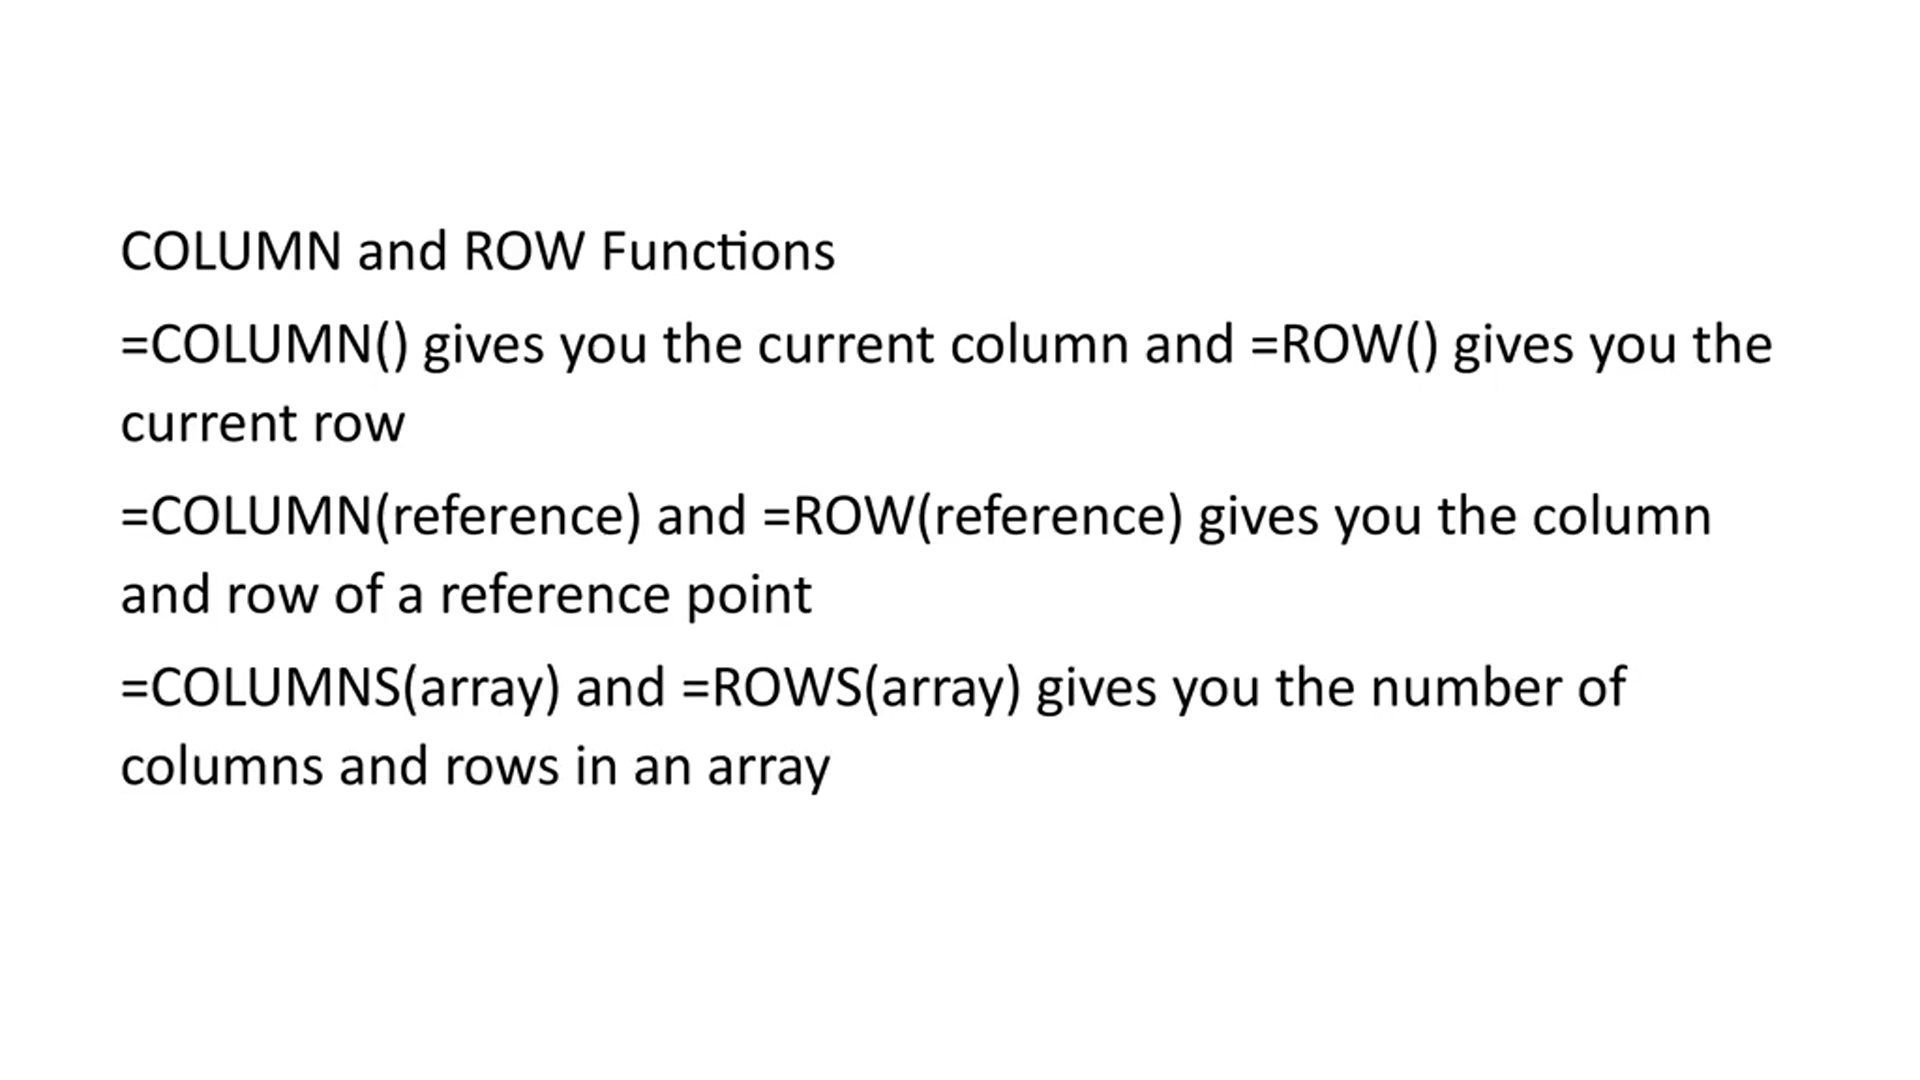 COLUMN and ROW Functions
=COLUMN() gives you the current column and =ROW() gives you the
current row
=COLUMN(reference) and =ROW(reference) gives you the column
and row of a reference point
=COLUMNS(array) and =ROWS(array) gives you the number of
columns and rows in an array